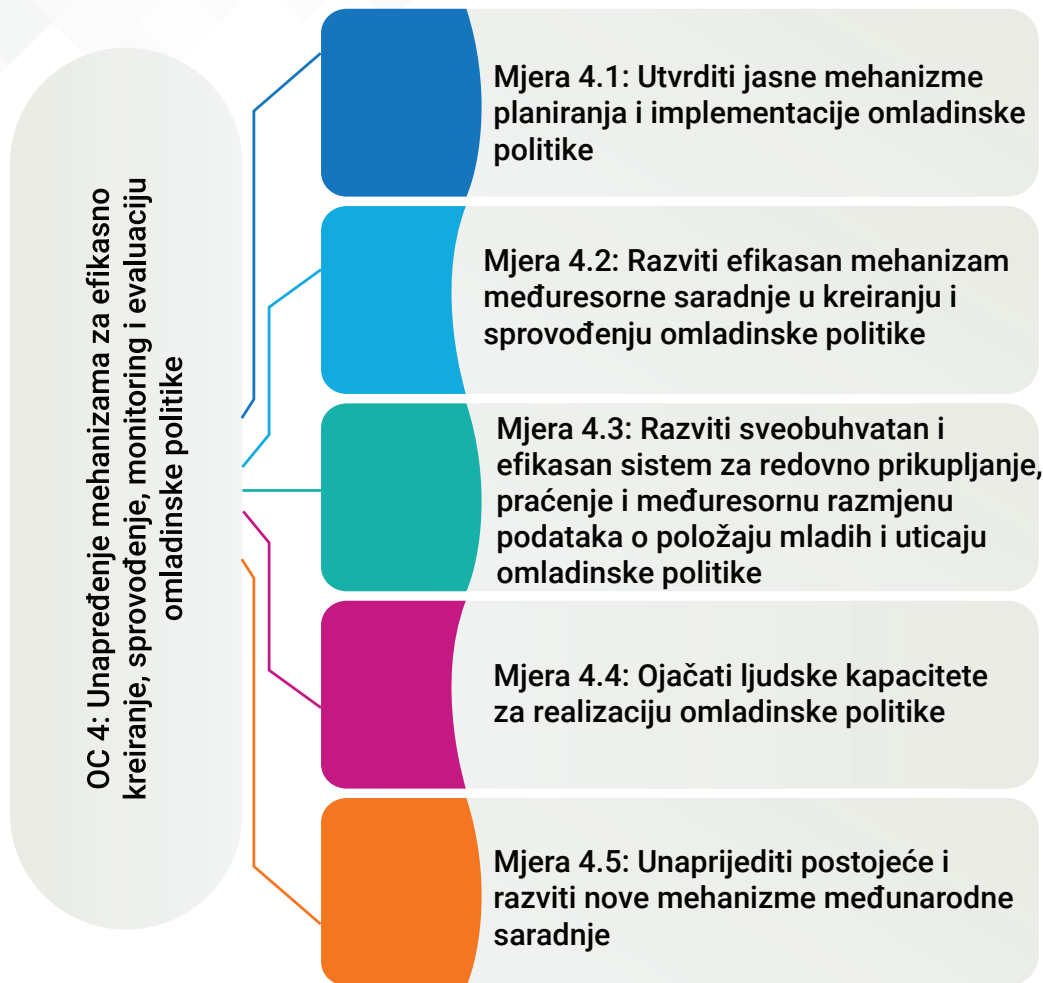 OC 4: Unapređenje mehanizama za efikasno
kreiranje, sprovođenje, monitoring i evaluaciju
omladinske politike
Mjera 4.1: Utvrditi jasne mehanizme
planiranja i implementacije omladinske
politike
Mjera 4.2: Razviti efikasan mehanizam
međuresorne saradnje u kreiranju i
sprovođenju omladinske politike
Mjera 4.3: Razviti sveobuhvatan i
efikasan sistem za redovno prikupljanje,
praćenje i međuresornu razmjenu
podataka o položaju mladih i uticaju
omladinske politike
Mjera 4.4: Ojačati ljudske kapacitete
za realizaciju omladinske politike
Mjera 4.5: Unaprijediti postojeće i
razviti nove mehanizme međunarodne
saradnje